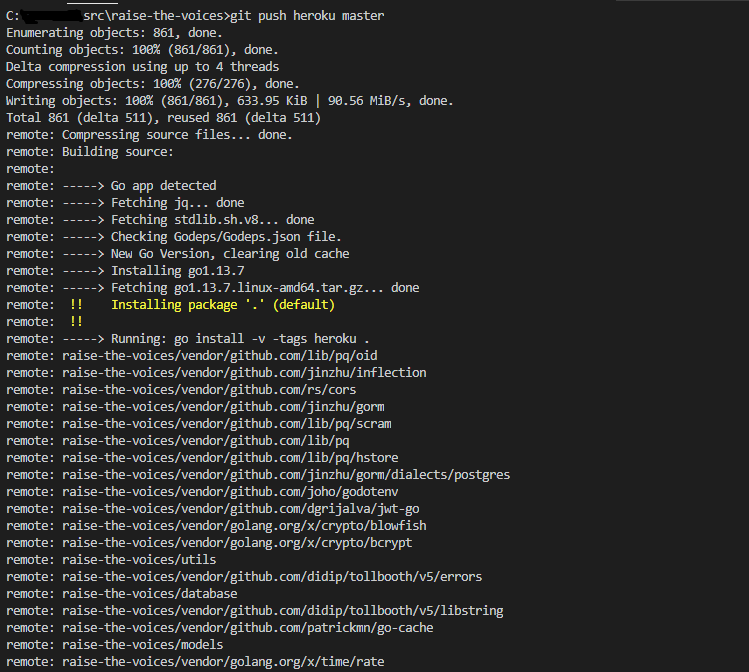 C:\ src\raise-the-voices>git push heroku master
Enumerating objects: 861, done.
Counting objects: 100% (861/861), done.
Delta compression using up to 4 threads
Compressing objects: 100% (276/276), done.
Writing objects: 100% (861/861), 633.95 KiB | 90.56 MiB/s, done.
Total 861 (delta 511), reused 861 (delta 511)
remote: Compressing source files... done.
remote: Building source:
remote:
remote: -----> Go app detected
remote: -----> Fetching jq... done
remote: -----> Fetching stdlib.sh.v8... done
remote: -----> Checking Godeps/Godeps.json file.
remote: -----> New Go Version, clearing old cache
remote: -----> Installing go1.13.7
remote: -----> Fetching go1.13.7.linux-amd64.tar.gz... done
remote:  !!    Installing package '.' (default)
remote:  !!
remote: -----> Running: go install -v -tags heroku .
remote: raise-the-voices/vendor/github.com/lib/pq/oid
remote: raise-the-voices/vendor/github.com/jinzhu/inflection
remote: raise-the-voices/vendor/github.com/rs/cors
remote: raise-the-voices/vendor/github.com/jinzhu/gorm
remote: raise-the-voices/vendor/github.com/lib/pq/scram
remote: raise-the-voices/vendor/github.com/lib/pq
remote: raise-the-voices/vendor/github.com/lib/pq/hstore
remote: raise-the-voices/vendor/github.com/jinzhu/gorm/dialects/postgres
remote: raise-the-voices/vendor/github.com/joho/godotenv
remote: raise-the-voices/vendor/github.com/dgrijalva/jwt-go
remote: raise-the-voices/vendor/golang.org/x/crypto/blowfish
remote: raise-the-voices/vendor/golang.org/x/crypto/bcrypt
remote: raise-the-voices/utils
remote: raise-the-voices/vendor/github.com/didip/tollbooth/v5/errors
remote: raise-the-voices/database
remote: raise-the-voices/vendor/github.com/didip/tollbooth/v5/libstring
remote: raise-the-voices/vendor/github.com/patrickmn/go-cache
remote: raise-the-voices/models
remote: raise-the-voices/vendor/golang.org/x/time/rate